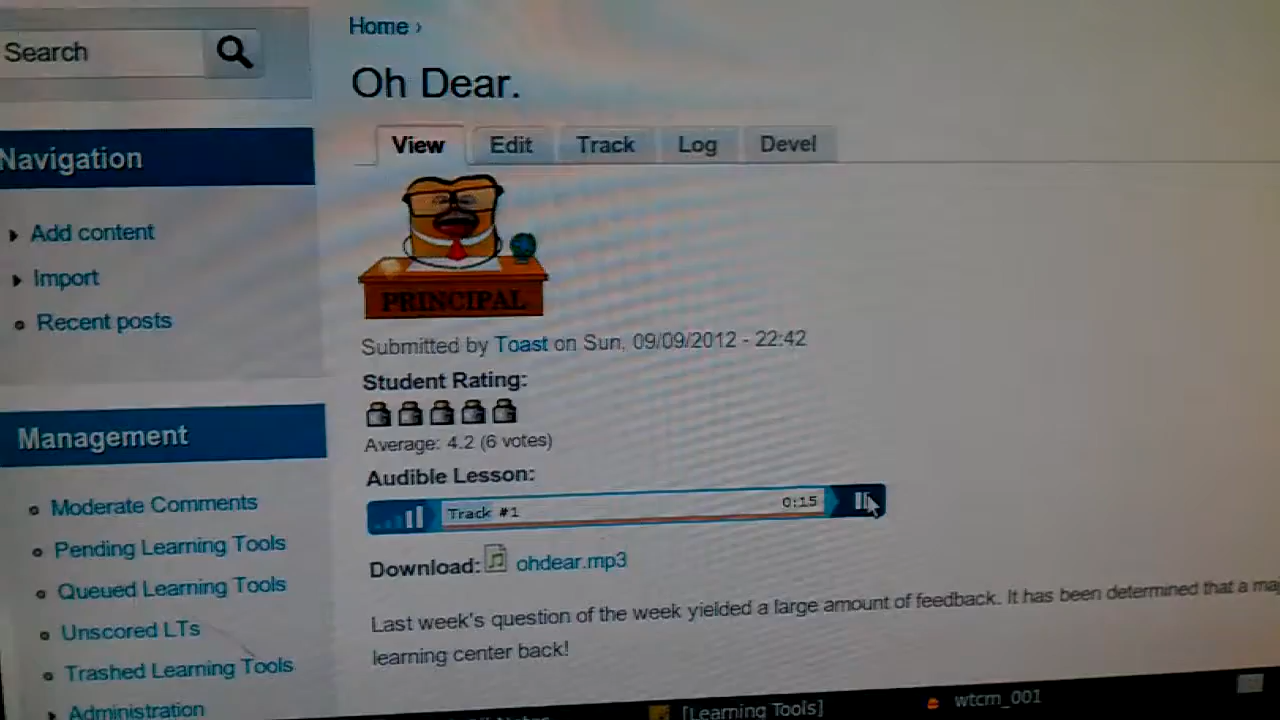 Search
Home ›
Oh Dear.
View Edit Track Log Devel
Navigation
Add content
Import
Recent posts
PRINCIPAL
Submitted by Toast on Sun, 09/09/2012 - 22:42
Student Rating:
Average: 4.2 (6 votes)
Audible Lesson:
Track #1 0:15
Download: ohdear.mp3
Last week's question of the week yielded a large amount of feedback. It has been determined that a
learning center back!
Management
Moderate Comments
Pending Learning Tools
Queued Learning Tools
Unscored LTs
Trashed Learning Tools
Administration
[Learning Tools]
wtcm_001